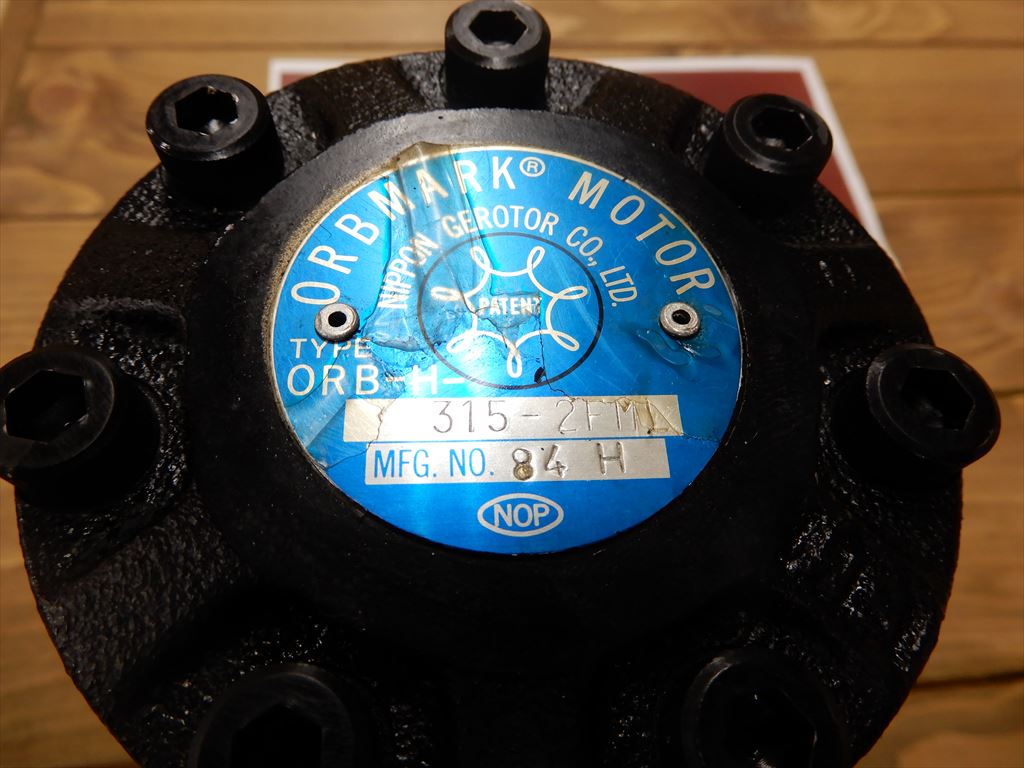 ORBMARK® MOTOR
NIPPON GEROTOR CO., LTD.
PATENT
TYPE
ORB-H-
315-2FM
MFG. NO. 84 H
NOP